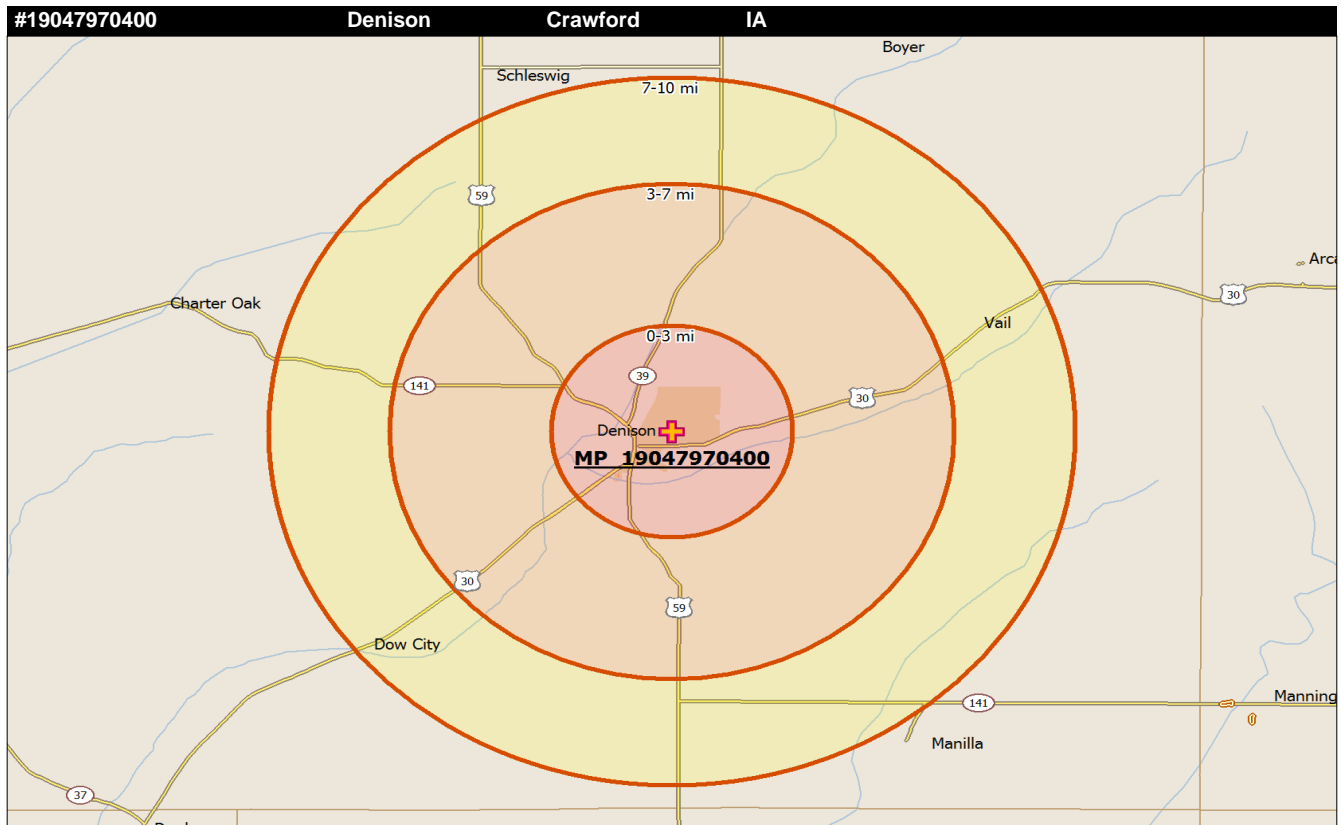 #19047970400 Denison Crawford IA
Boyer
Schleswig
7-10 mi
59
3-7 mi
30
Charter Oak
Vail
0-3 mi
39
141
30
Denison
MP 19047970400
30
59
Dow City
141
Manning
Manilla
37